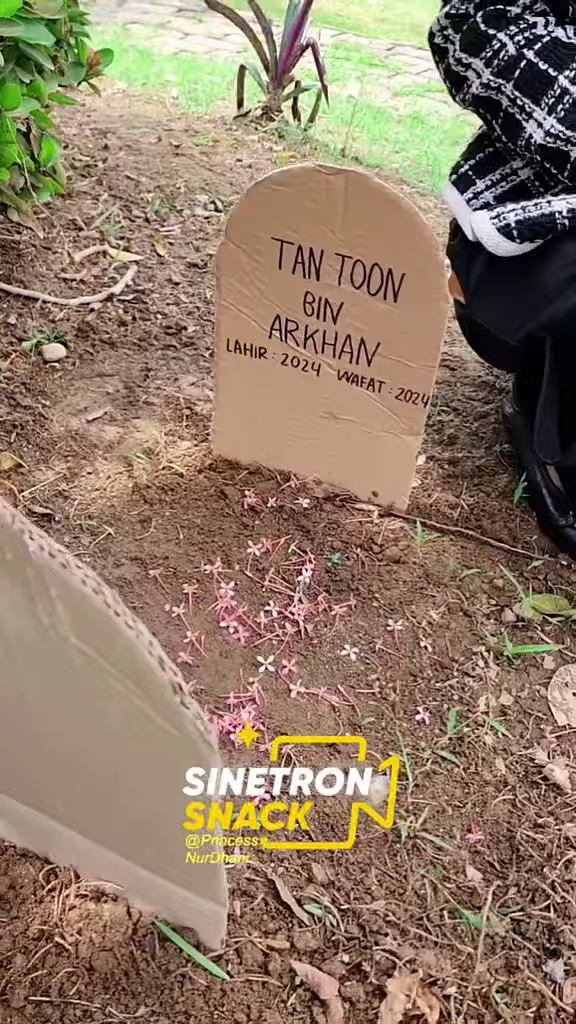 TAN TOON
BIN
ARKHAN
LAHIR : 2024 WAFAT : 2024
SINETRON
SNACK
@Princess
NurDhani